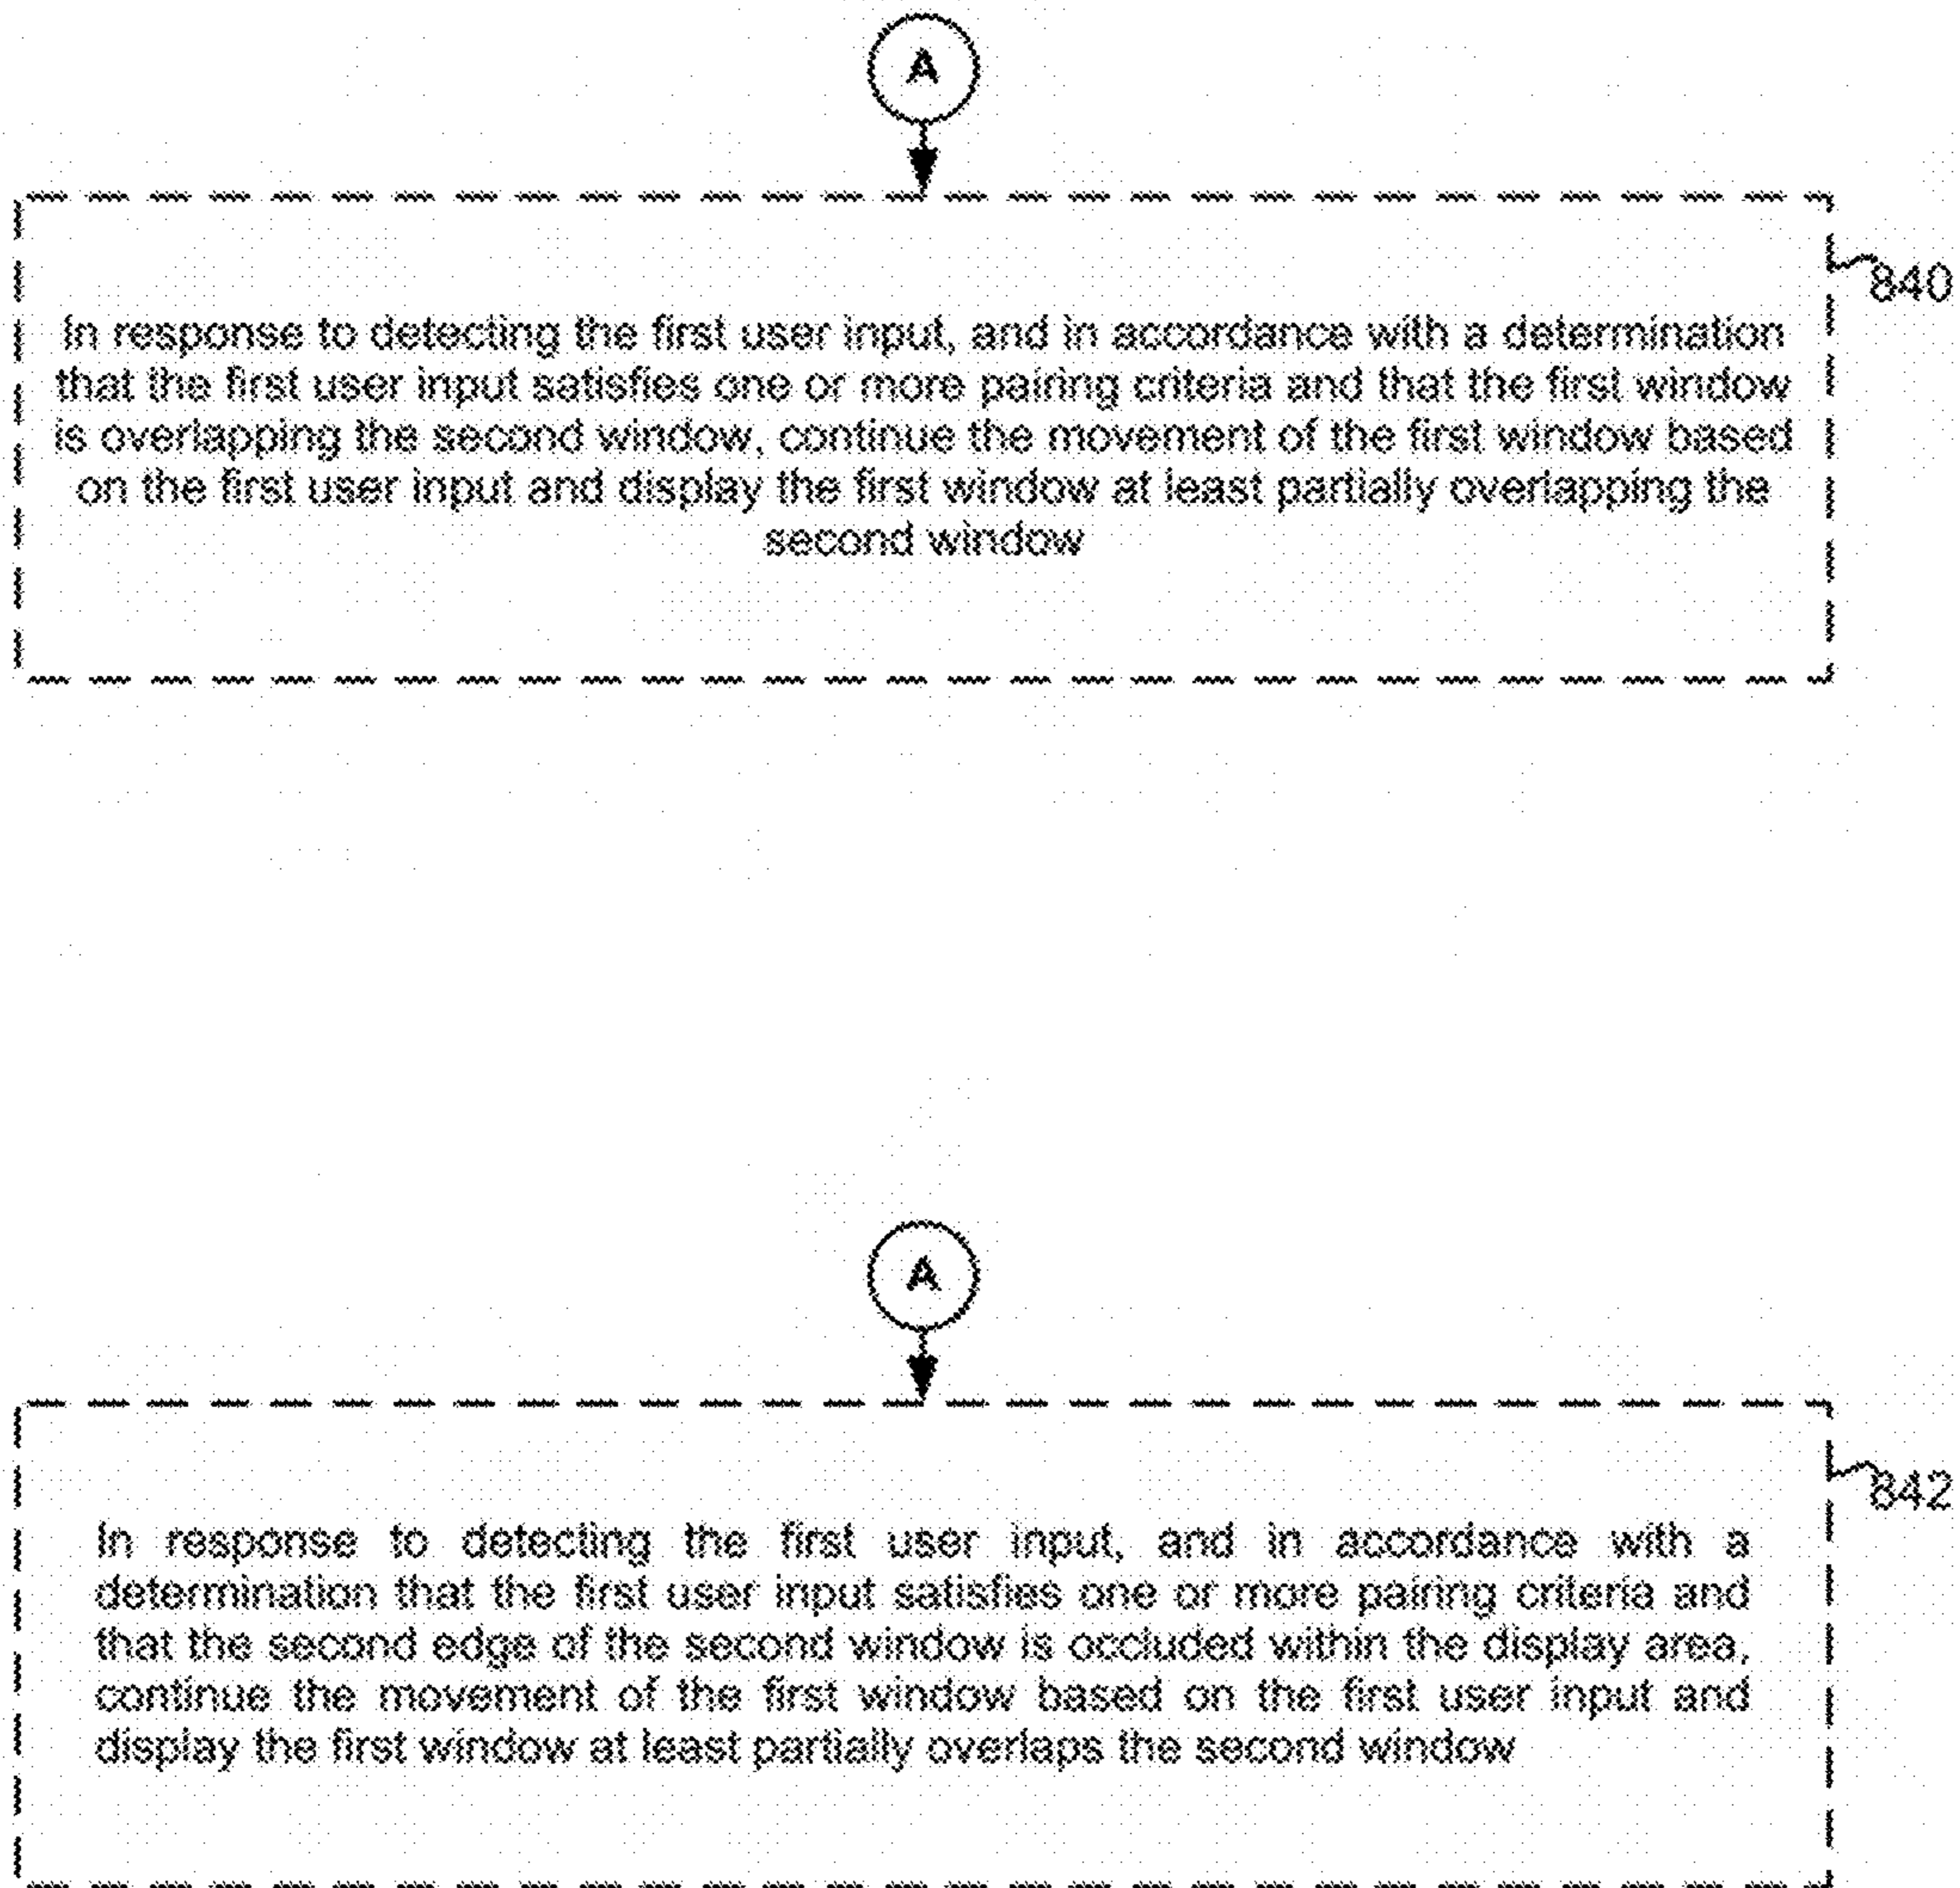 A
840
In response to detecting the first user input, and in accordance with a determination
that the first user input satisfies one or more pairing criteria and that the first window
is overlapping the second window, continue the movement of the first window based
on the first user input and display the first window at least partially overlapping the
second window
A
842
In response to detecting the first user input, and in accordance with a
determination that the first user input satisfies one or more pairing criteria and
that the second edge of the second window is occluded within the display area,
continue the movement of the first window based on the first user input and
display the first window at least partially overlaps the second window